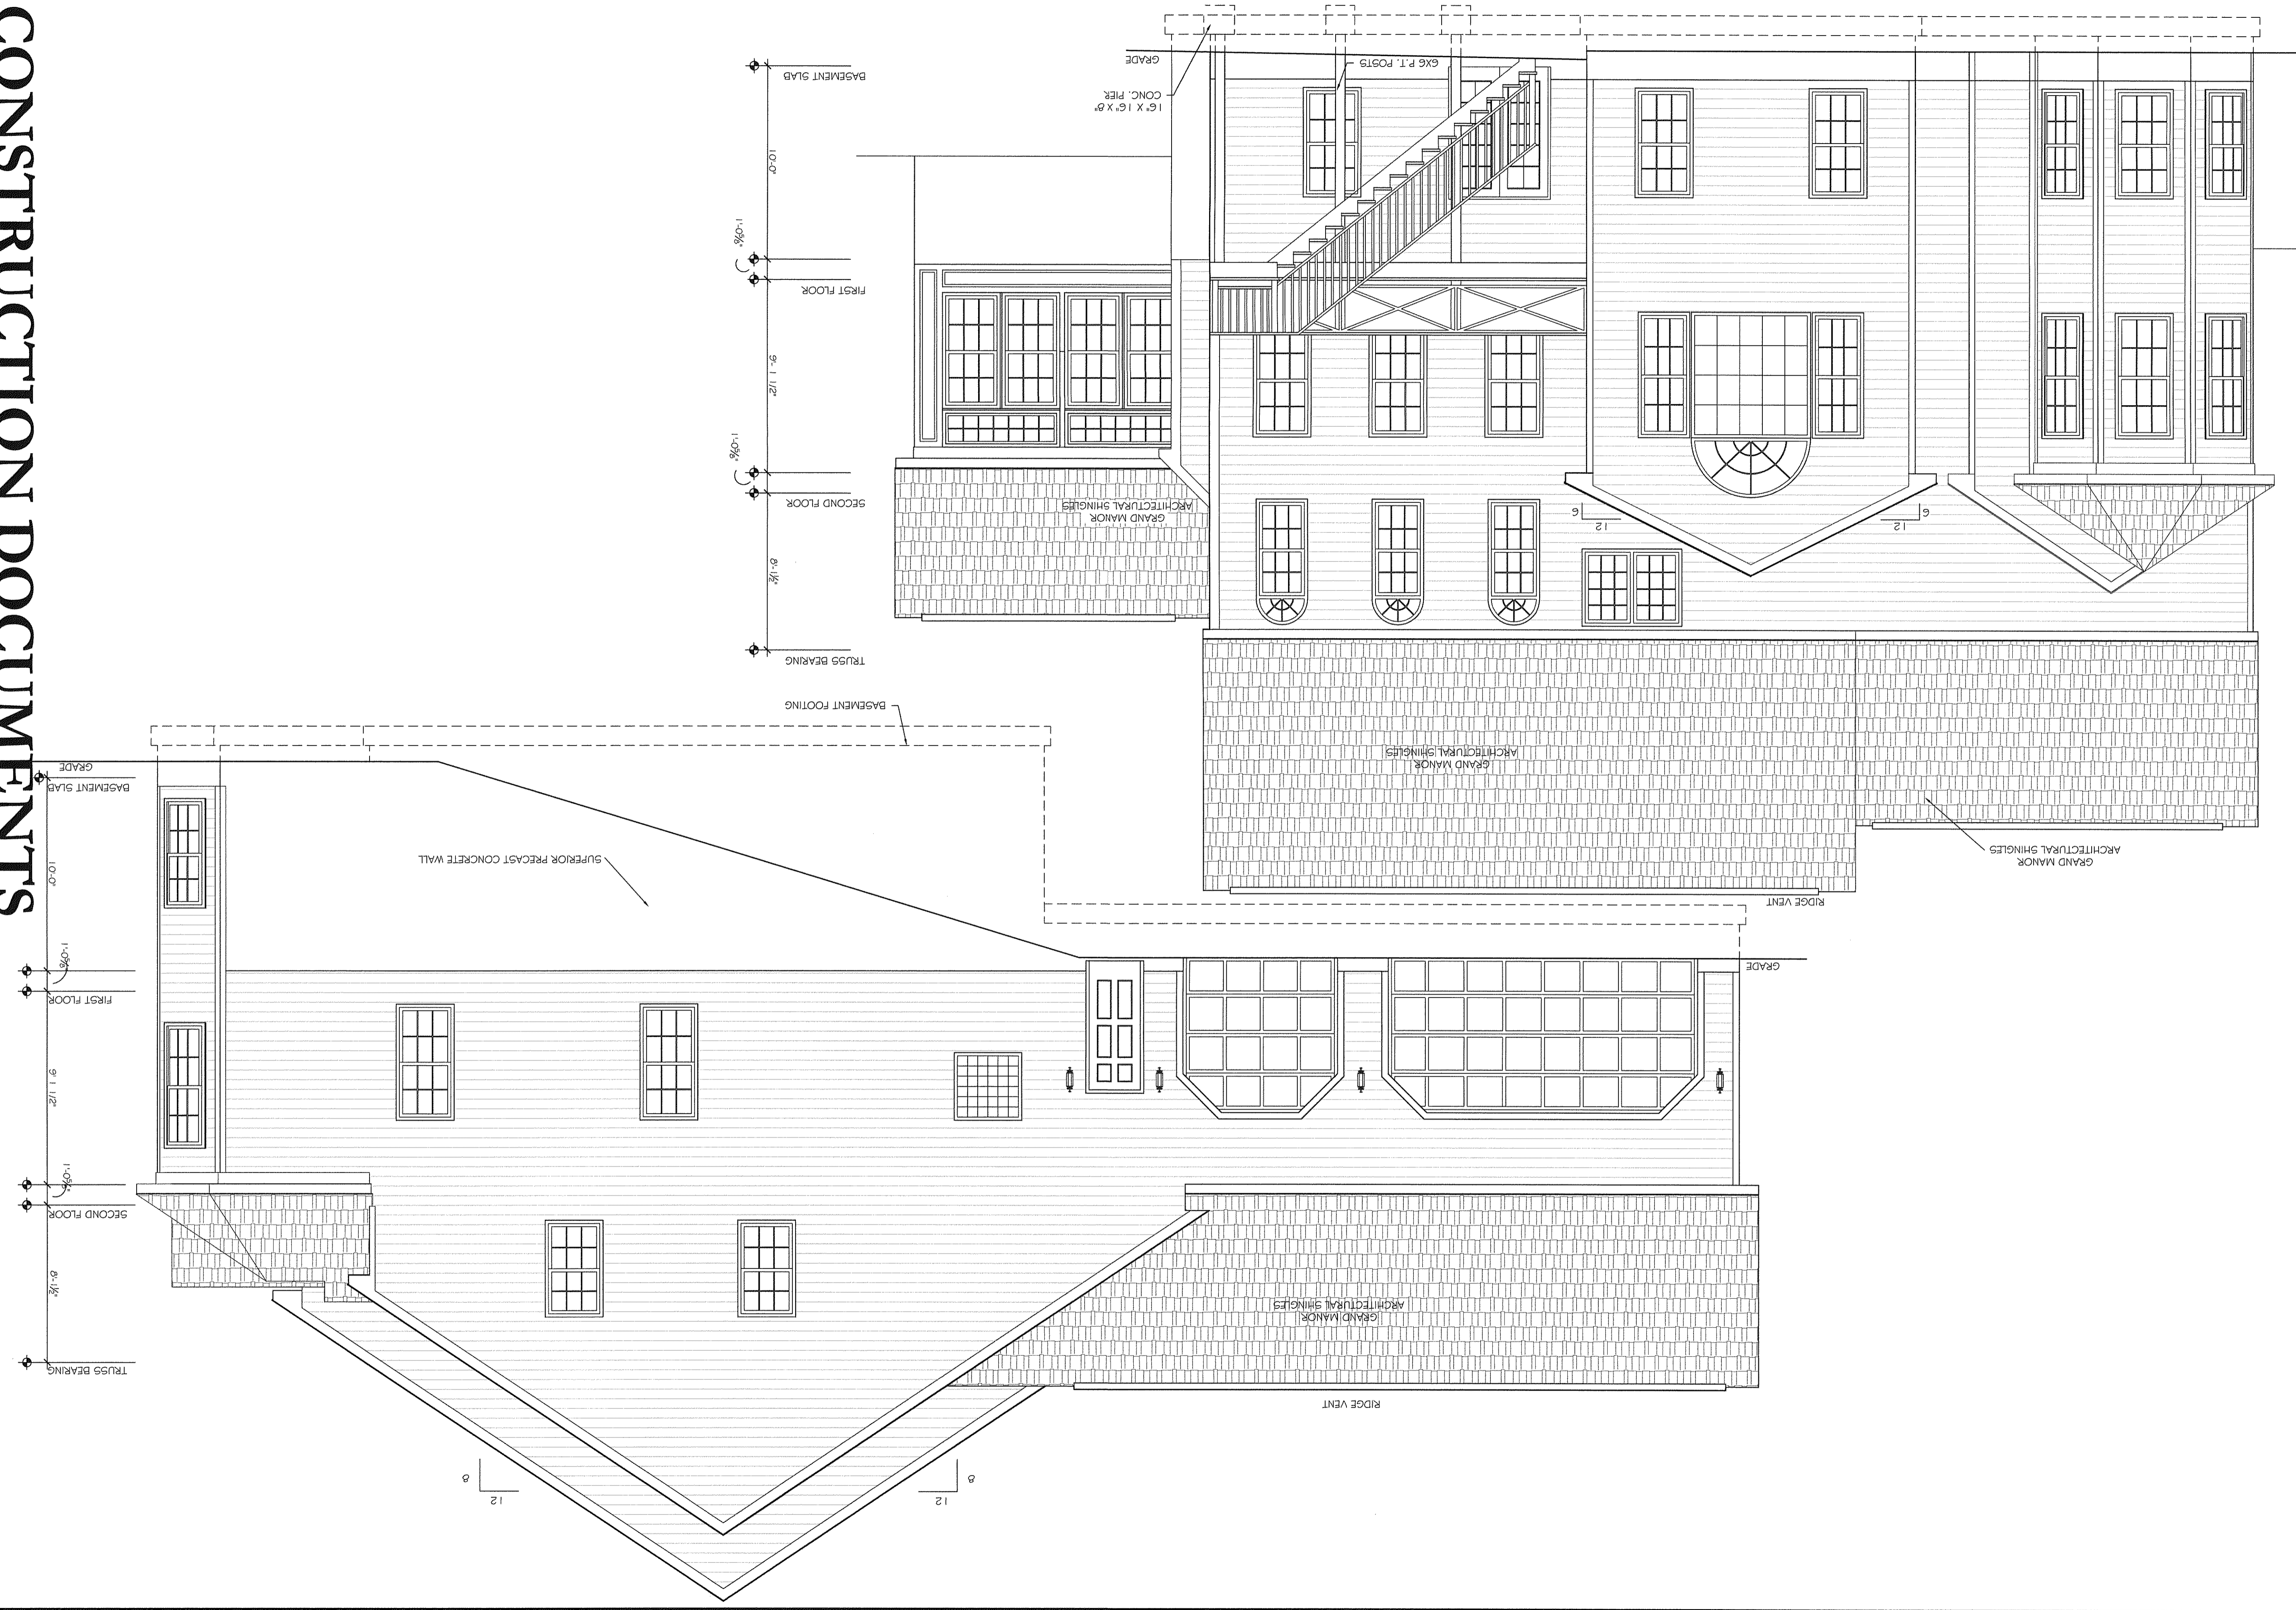 CONSTRUCTION DOCUMENTS
RIDGE VENT
12
8
12
8
GRAND MANOR
ARCHITECTURAL SHINGLES
TRUSS BEARING
8'-1½"
SECOND FLOOR
1'-0⅝"
9'-1 1/2"
FIRST FLOOR
1'-0⅝"
10'-0"
BASEMENT SLAB
GRADE
GRADE
SUPERIOR PRECAST CONCRETE WALL
BASEMENT FOOTING
RIDGE VENT
GRAND MANOR
ARCHITECTURAL SHINGLES
GRAND MANOR
ARCHITECTURAL SHINGLES
GRAND MANOR
ARCHITECTURAL SHINGLES
12
6
12
6
TRUSS BEARING
8'-1½"
SECOND FLOOR
1'-0⅝"
9'-1 1/2"
FIRST FLOOR
1'-0⅝"
10'-0"
BASEMENT SLAB
16" X 16" X 8"
CONC. PIER
6X6 P.T. POSTS
GRADE